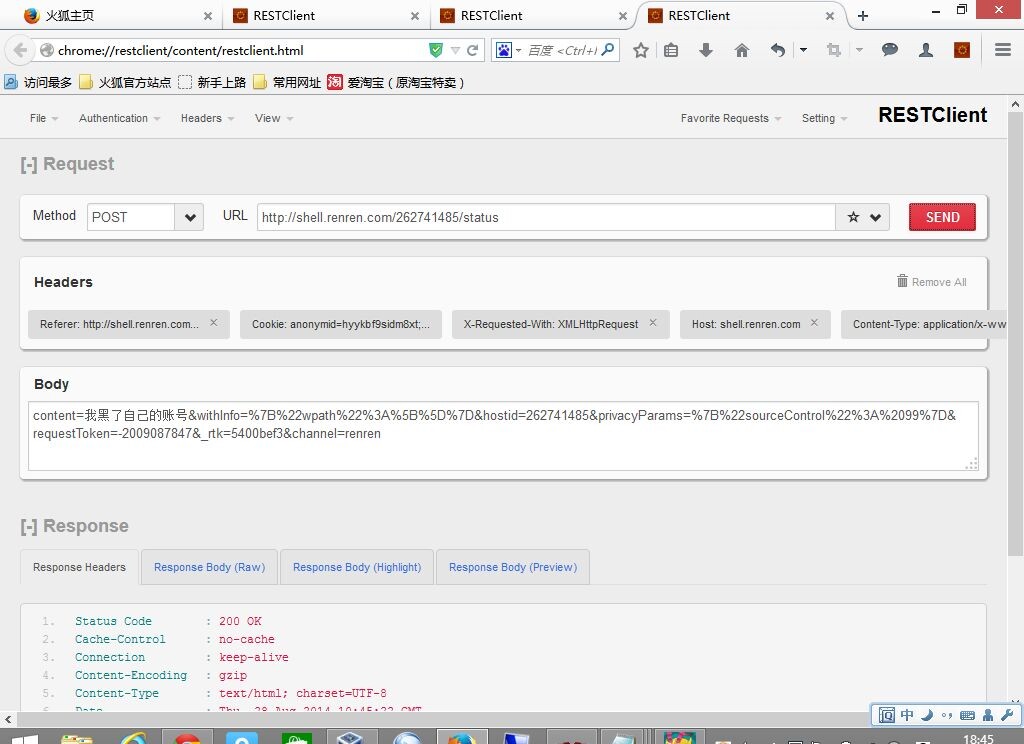 火狐主页
RESTClient
RESTClient
RESTClient
chrome://restclient/content/restclient.html
百度 <Ctrl+
访问最多 火狐官方站点 新手上路 常用网址 爱淘宝（原淘宝特卖）
File Authentication Headers View Favorite Requests Setting RESTClient
[-] Request
Method POST URL http://shell.renren.com/262741485/status SEND
Headers Remove All
Referer: http://shell.renren.com... Cookie: anonymid=hyykbf9sidm8xt;... X-Requested-With: XMLHttpRequest Host: shell.renren.com Content-Type: application/x-ww
Body
content=我黑了自己的账号&withInfo=%7B%22wpath%22%3A%5B%5D%7D&hostid=262741485&privacyParams=%7B%22sourceControl%22%3A%2099%7D&
requestToken=-2009087847&_rtk=5400bef3&channel=renren
[-] Response
Response Headers Response Body (Raw) Response Body (Highlight) Response Body (Preview)
1. Status Code : 200 OK
2. Cache-Control : no-cache
3. Connection : keep-alive
4. Content-Encoding : gzip
5. Content-Type : text/html; charset=UTF-8
6. Date : Thu, 28 Aug 2014 10:45:22 GMT
中
18:45